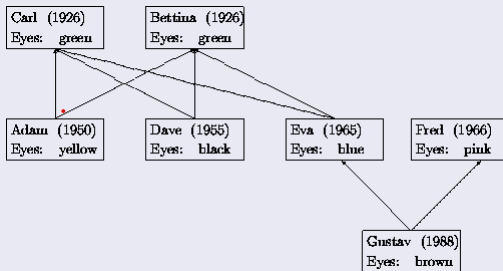 Carl (1926)
Eyes: green
Bettina (1926)
Eyes: green
Adam (1950)
Eyes: yellow
Dave (1955)
Eyes: black
Eva (1965)
Eyes: blue
Fred (1966)
Eyes: pink
Gustav (1988)
Eyes: brown